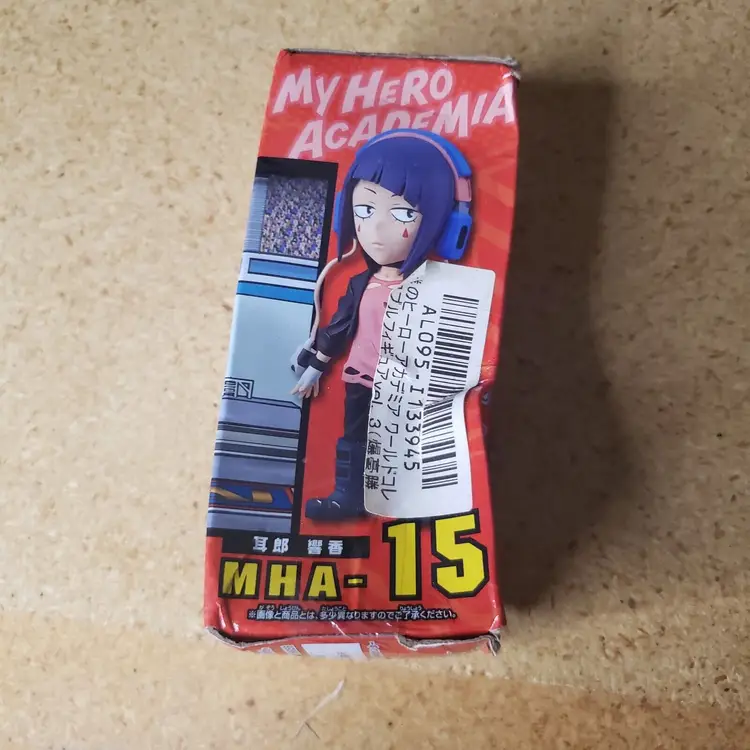 MY HERO
ACADEMIA
AL095-I133945
のヒーローアカデミア ワールドコレ
ブルフィギュアvol.3(爆豪勝
耳郎 響香
MHA-15
※画像と商品とは、多少異なりますのでご了承ください。